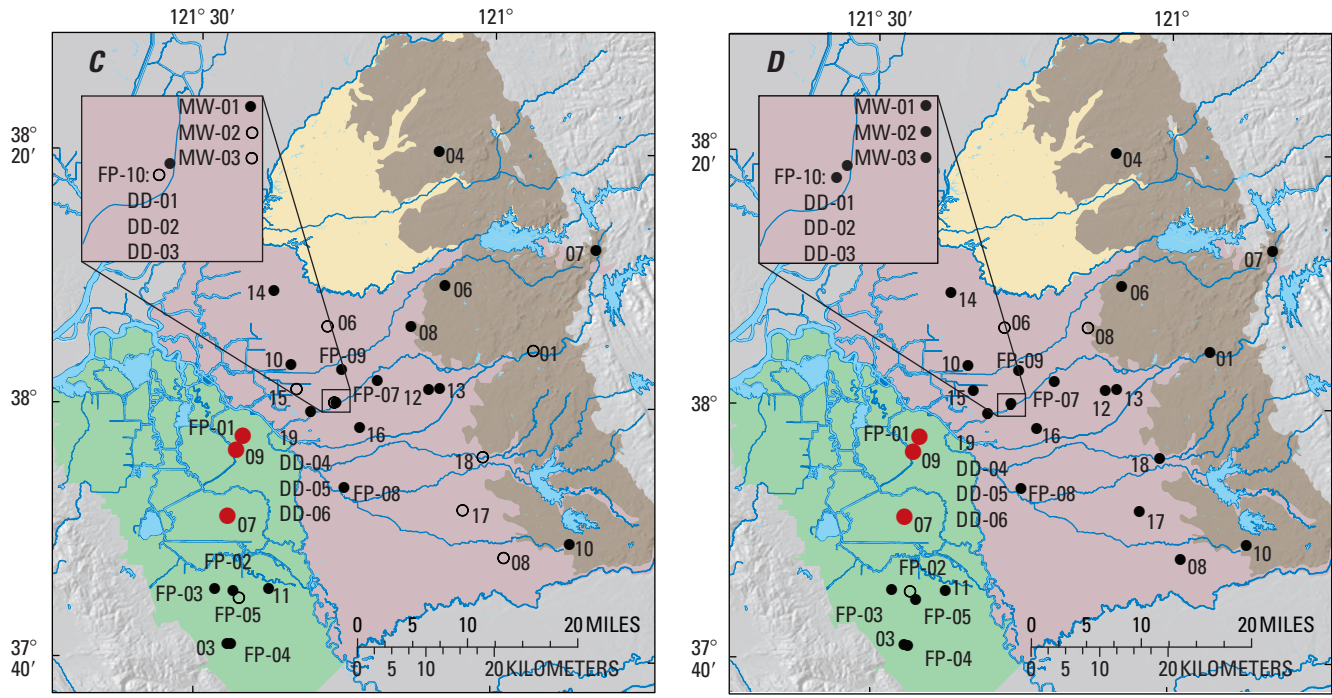 121° 30′
121°
C
MW-01
MW-02
MW-03
FP-10:
DD-01
DD-02
DD-03
38°
20′
04
07
06
14
06
08
01
10
FP-09
15
FP-07
12
13
38°
00′
FP-01
19
16
09
DD-04
18
DD-05
FP-08
DD-06
07
17
08
10
FP-02
FP-03
11
FP-05
03
FP-04
37°
40′
0 5 10 20 MILES
0 5 10 20 KILOMETERS
121° 30′
121°
D
MW-01
MW-02
MW-03
FP-10:
DD-01
DD-02
DD-03
38°
20′
04
07
06
14
06
08
01
10
FP-09
15
FP-07
12
13
38°
00′
FP-01
19
16
09
DD-04
18
DD-05
FP-08
DD-06
07
17
08
10
FP-02
FP-03
11
FP-05
03
FP-04
37°
40′
0 5 10 20 MILES
0 5 10 20 KILOMETERS